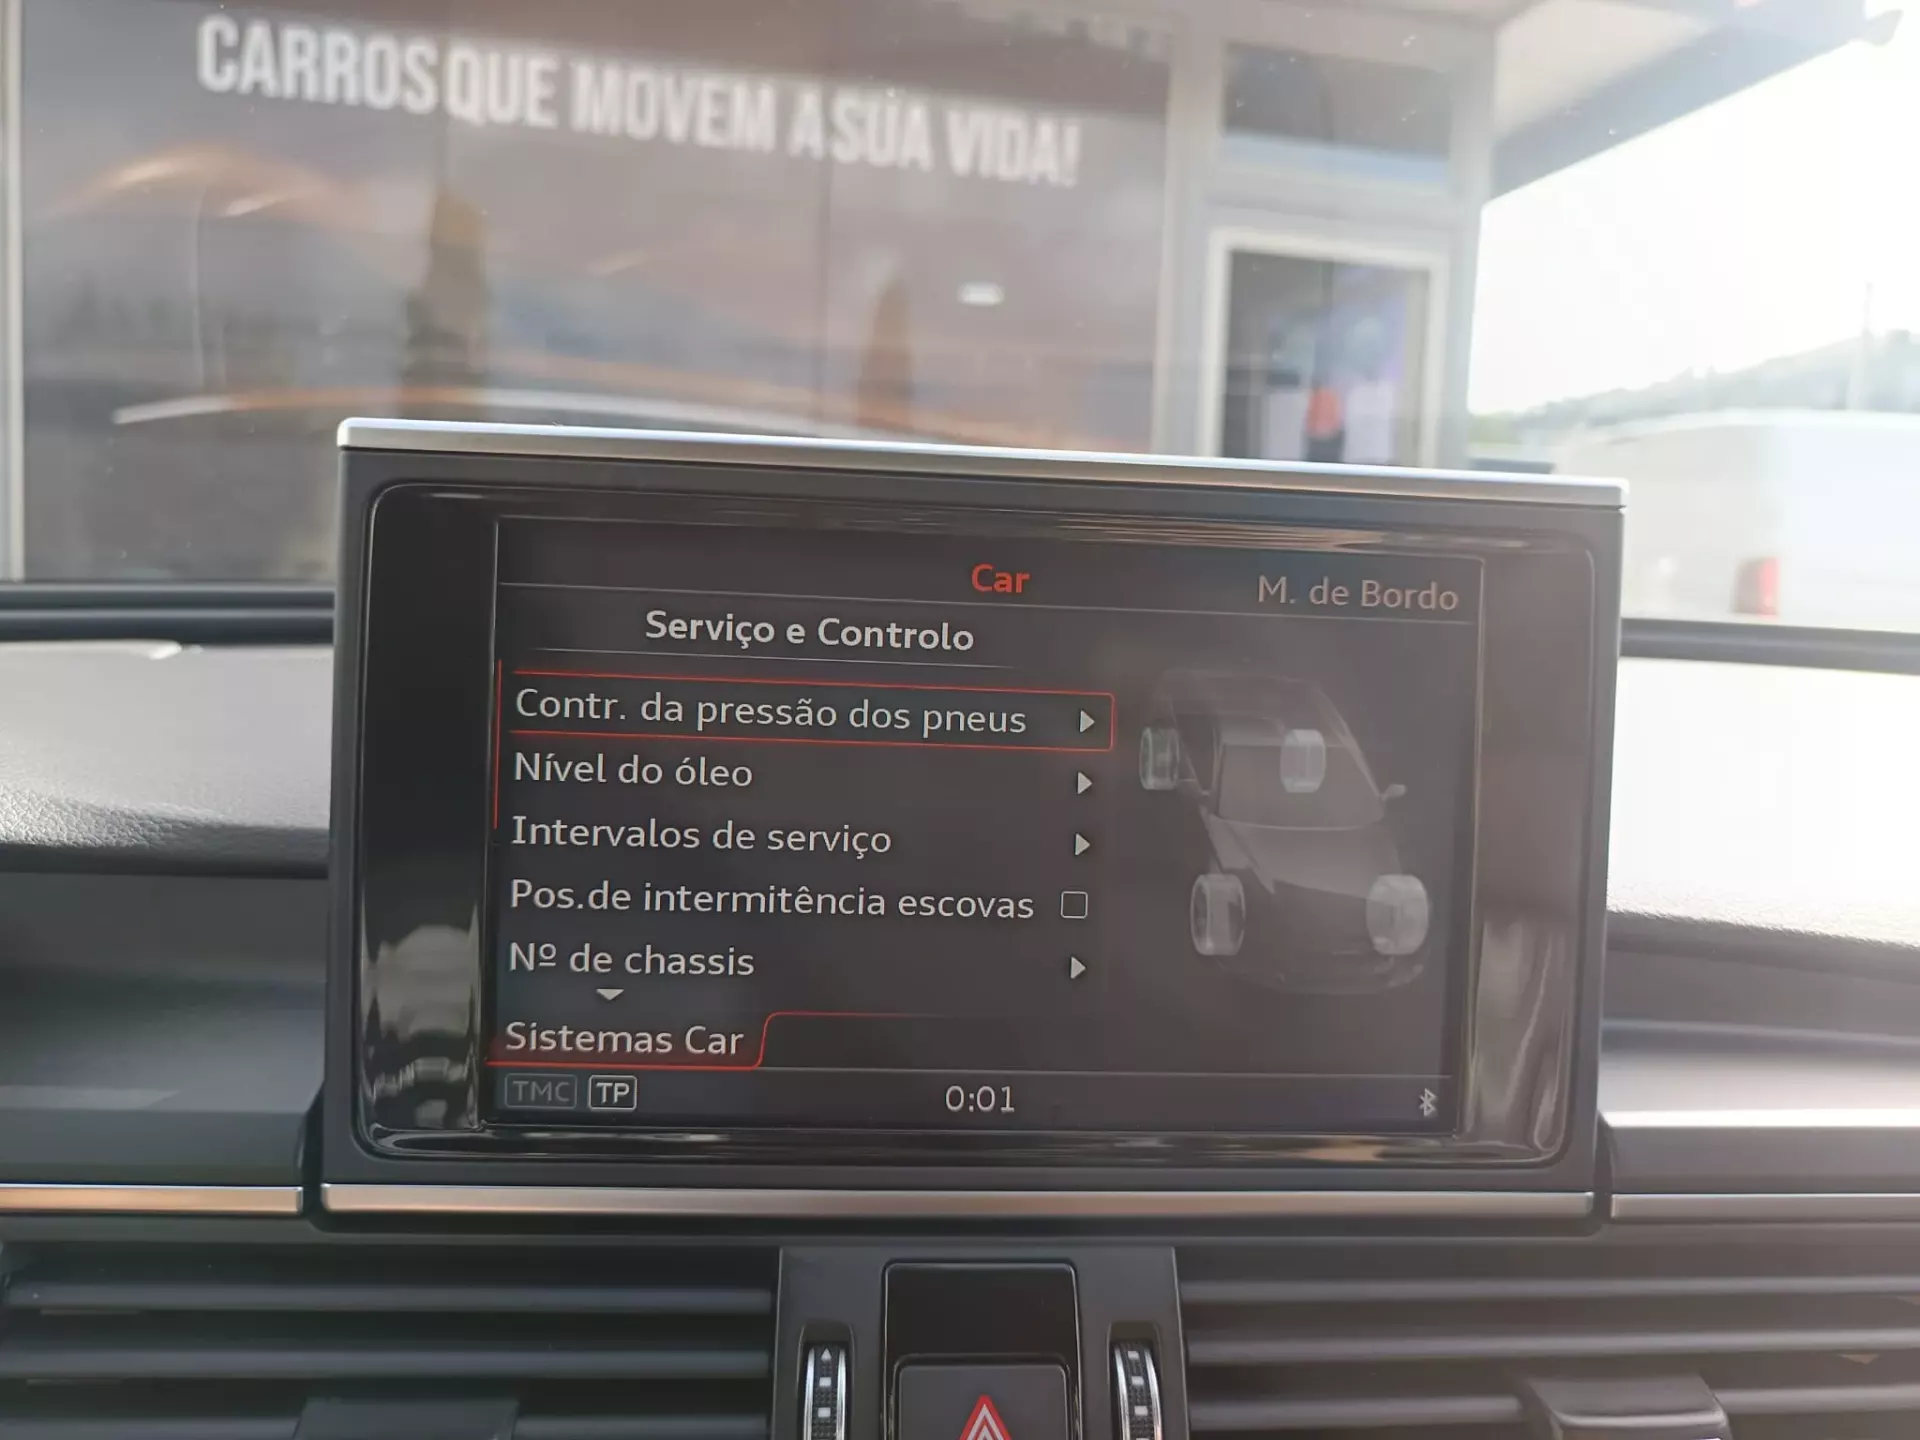 CARROS QUE MOVEM A SUA VIDA!
Car
M. de Bordo
Serviço e Controlo
Contr. da pressão dos pneus
Nível do óleo
Intervalos de serviço
Pos.de intermitência escovas
Nº de chassis
Sistemas Car
TMC TP 0:01